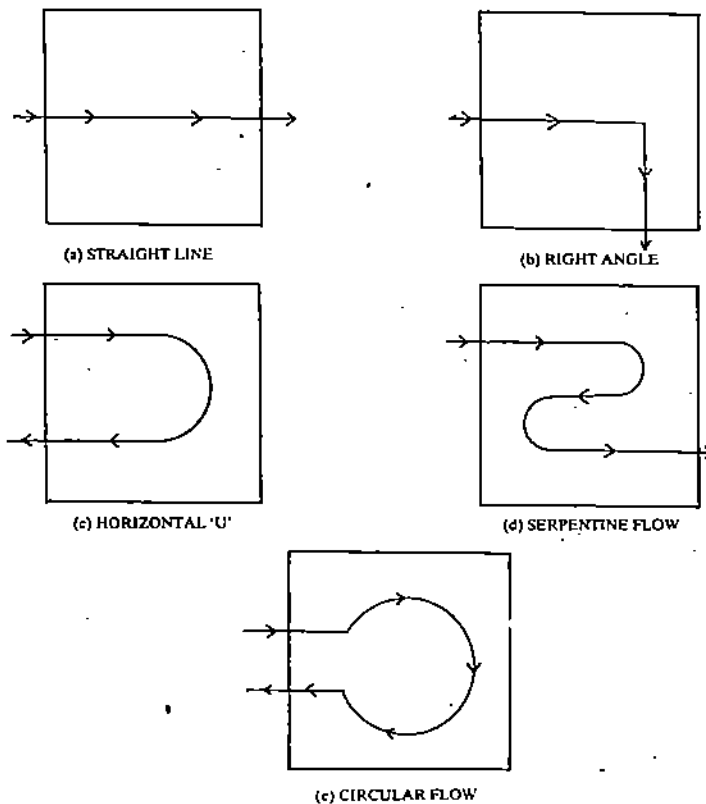 (a) STRAIGHT LINE
(b) RIGHT ANGLE
(c) HORIZONTAL 'U'
(d) SERPENTINE FLOW
(e) CIRCULAR FLOW